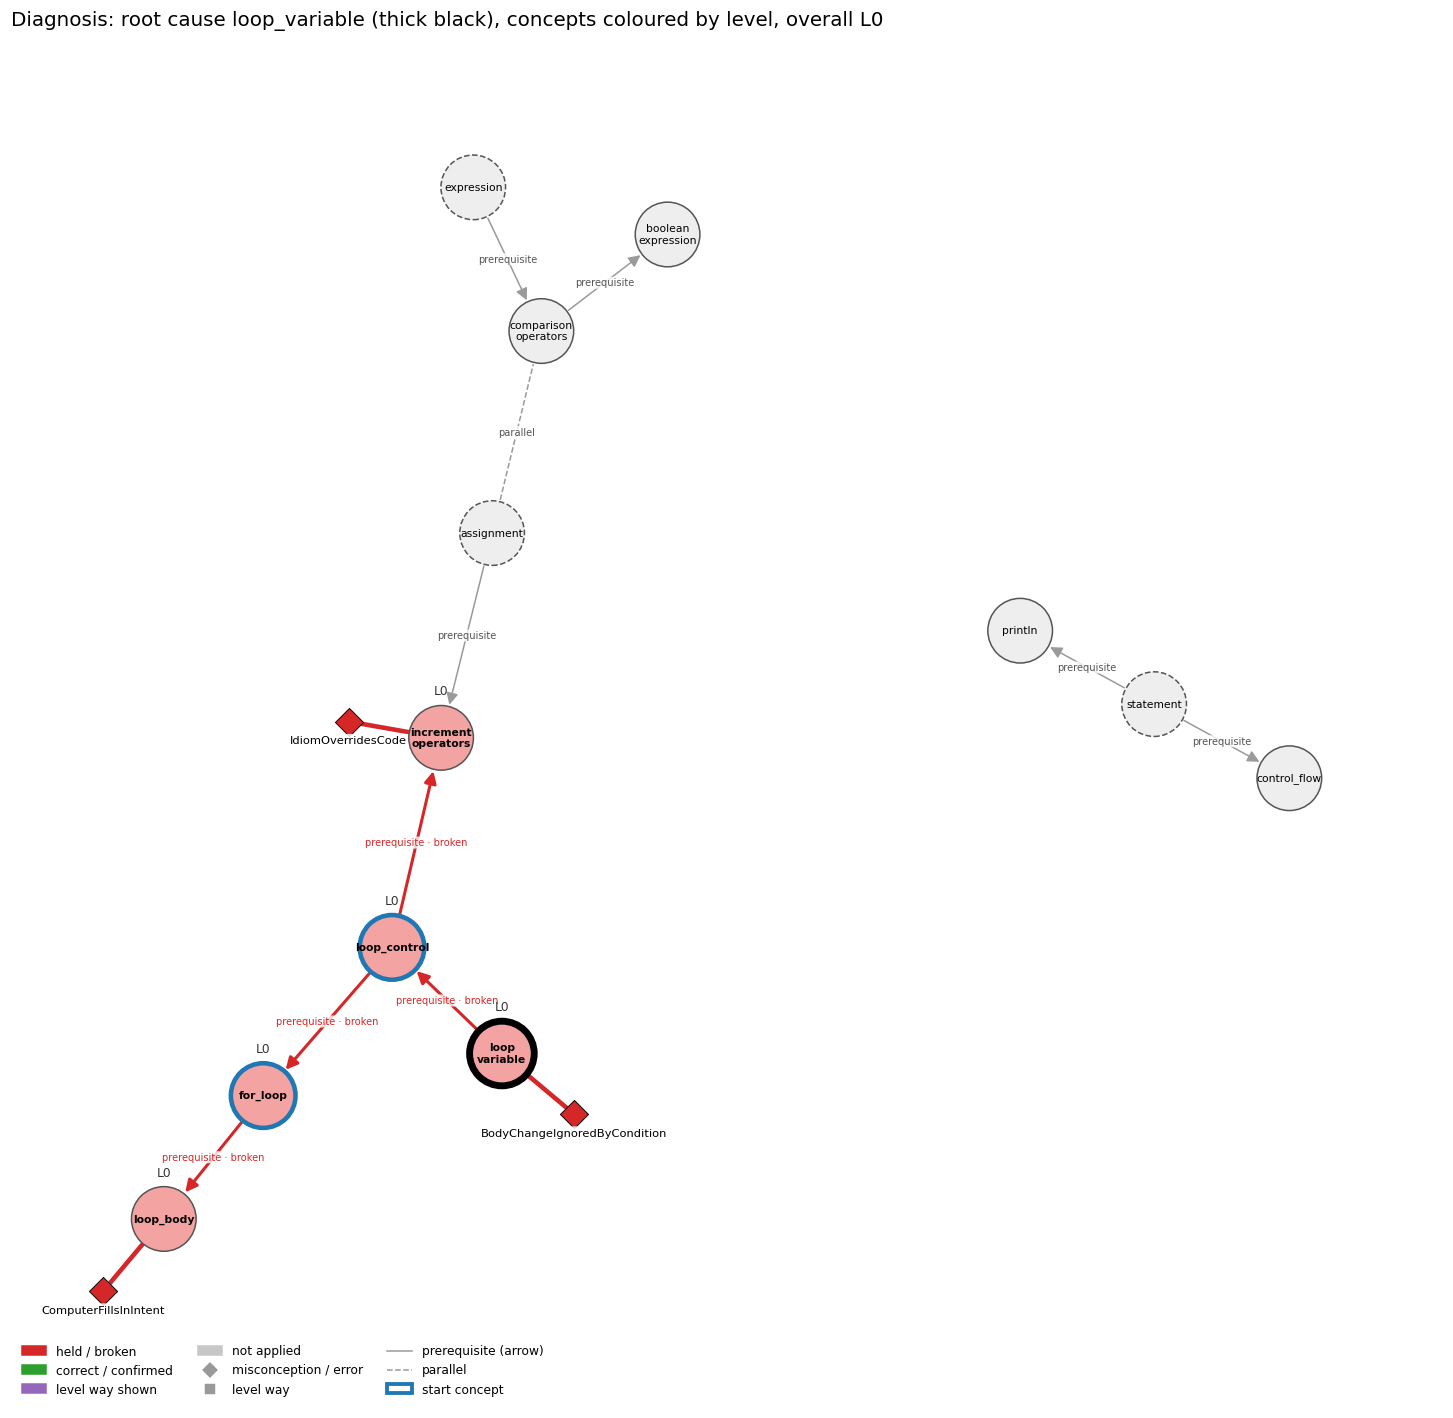 Diagnosis: root cause loop_variable (thick black), concepts coloured by level, overall L0
expression
boolean
expression
prerequisite
prerequisite
comparison
operators
parallel
assignment
prerequisite
println
prerequisite
statement
prerequisite
control_flow
L0
IdiomOverridesCode
increment
operators
prerequisite · broken
L0
loop_control
prerequisite · broken
L0
prerequisite · broken
loop
variable
L0
for_loop
BodyChangeIgnoredByCondition
prerequisite · broken
L0
loop_body
ComputerFillsInIntent
held / broken
correct / confirmed
level way shown
not applied
misconception / error
level way
prerequisite (arrow)
parallel
start concept